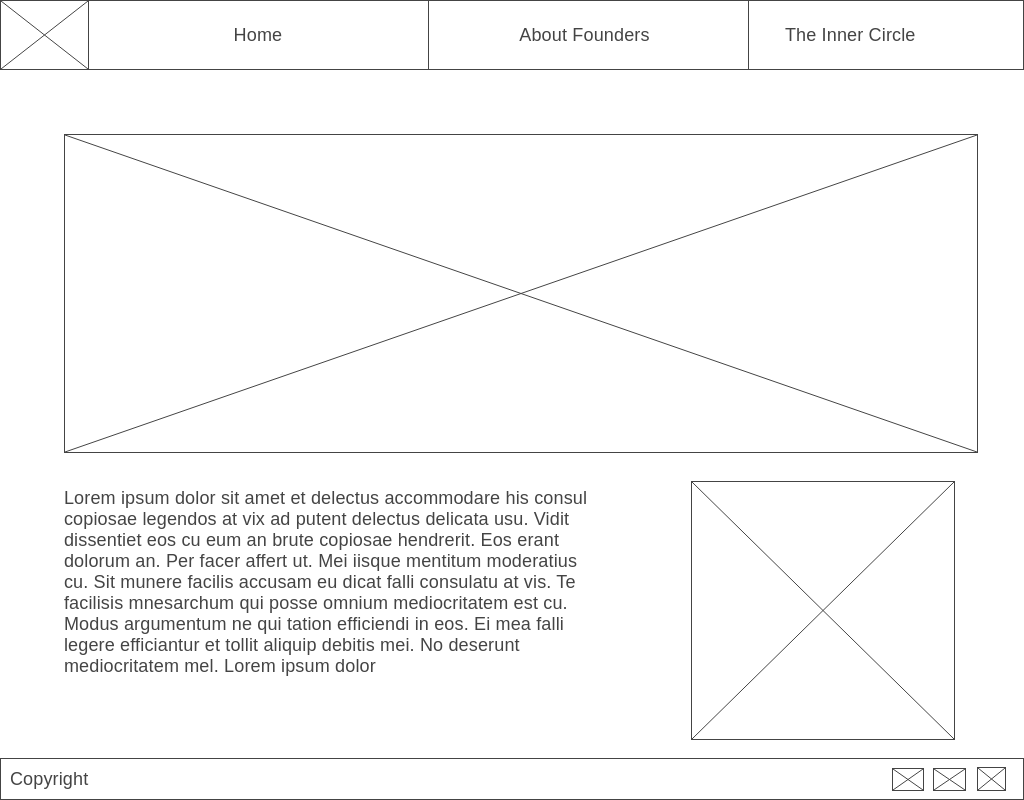 Home
About Founders
The Inner Circle
Lorem ipsum dolor sit amet et delectus accommodare his consul
copiosae legendos at vix ad putent delectus delicata usu. Vidit
dissentiet eos cu eum an brute copiosae hendrerit. Eos erant
dolorum an. Per facer affert ut. Mei iisque mentitum moderatius
cu. Sit munere facilis accusam eu dicat falli consulatu at vis. Te
facilisis mnesarchum qui posse omnium mediocritatem est cu.
Modus argumentum ne qui tation efficiendi in eos. Ei mea falli
legere efficiantur et tollit aliquip debitis mei. No deserunt
mediocritatem mel. Lorem ipsum dolor
Copyright